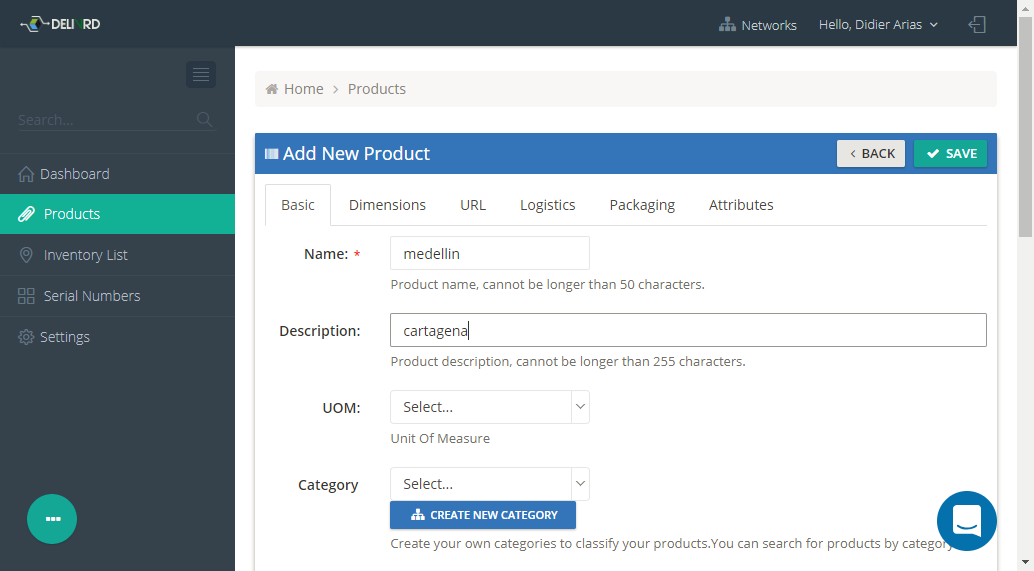 DELIVRD
Networks
Hello, Didier Arias
Search...
Dashboard
Products
Inventory List
Serial Numbers
Settings
Home > Products
Add New Product
< BACK
SAVE
Basic Dimensions URL Logistics Packaging Attributes
Name: * medellin
Product name, cannot be longer than 50 characters.
Description: cartagena
Product description, cannot be longer than 255 characters.
UOM: Select...
Unit Of Measure
Category Select...
CREATE NEW CATEGORY
Create your own categories to classify your products.You can search for products by category